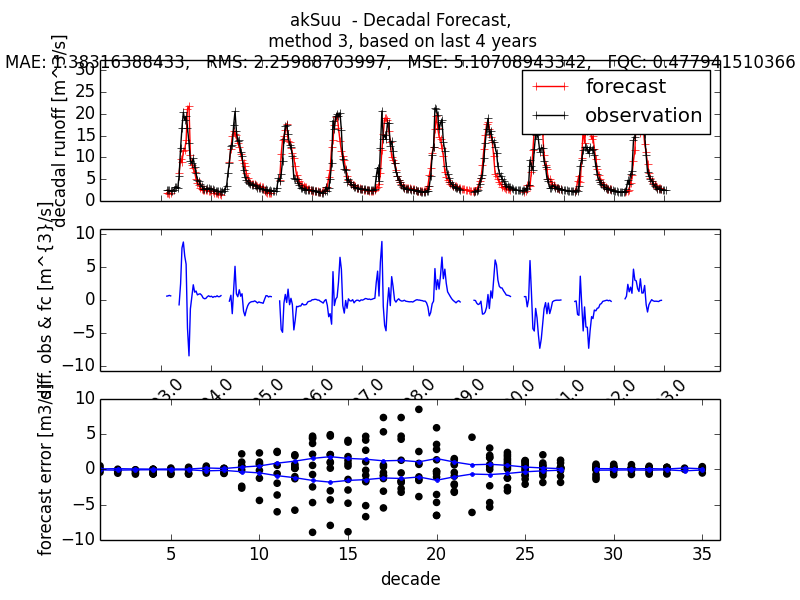 akSuu - Decadal Forecast,
method 3, based on last 4 years
MAE: 1.38316388433, RMS: 2.25988703997, MSE: 5.10708943342, FQC: 0.477941510366
decadal runoff [m^3/s]
30
25
20
15
10
5
0
forecast
observation
diff. obs & fc [m^{3}/s]
10
5
0
−5
−10
forecast error [m3/s]
10
5
0
−5
−10
5 10 15 20 25 30 35
decade